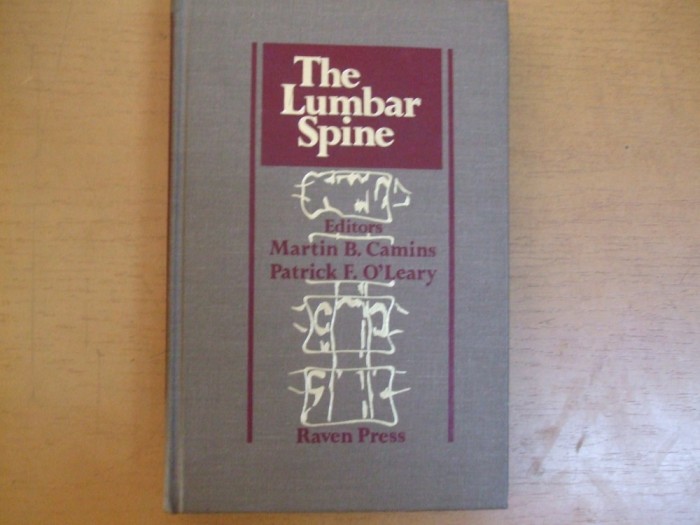 The
Lumbar
Spine
Editors
Martin B. Camins
Patrick F. O'Leary
Raven Press